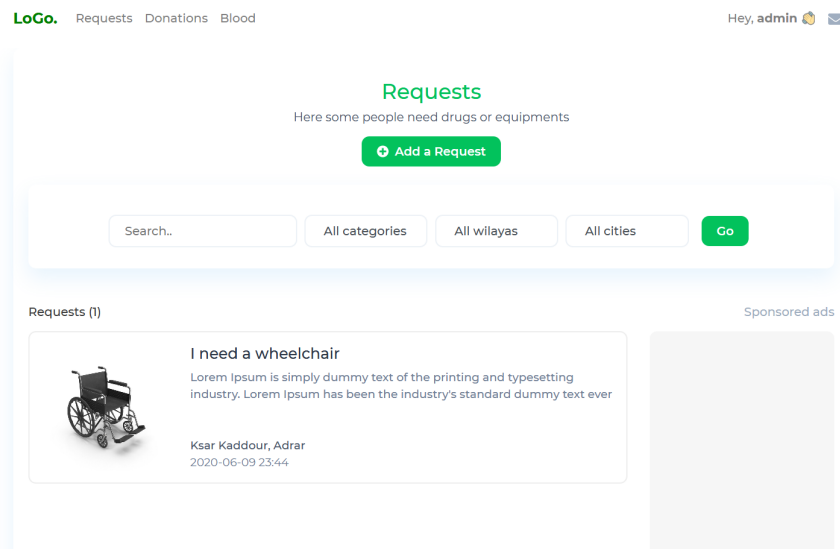 LoGo. Requests Donations Blood Hey, admin
Requests
Here some people need drugs or equipments
Add a Request
Search.. All categories All wilayas All cities Go
Requests (1) Sponsored ads
I need a wheelchair
Lorem Ipsum is simply dummy text of the printing and typesetting
industry. Lorem Ipsum has been the industry's standard dummy text ever
Ksar Kaddour, Adrar
2020-06-09 23:44